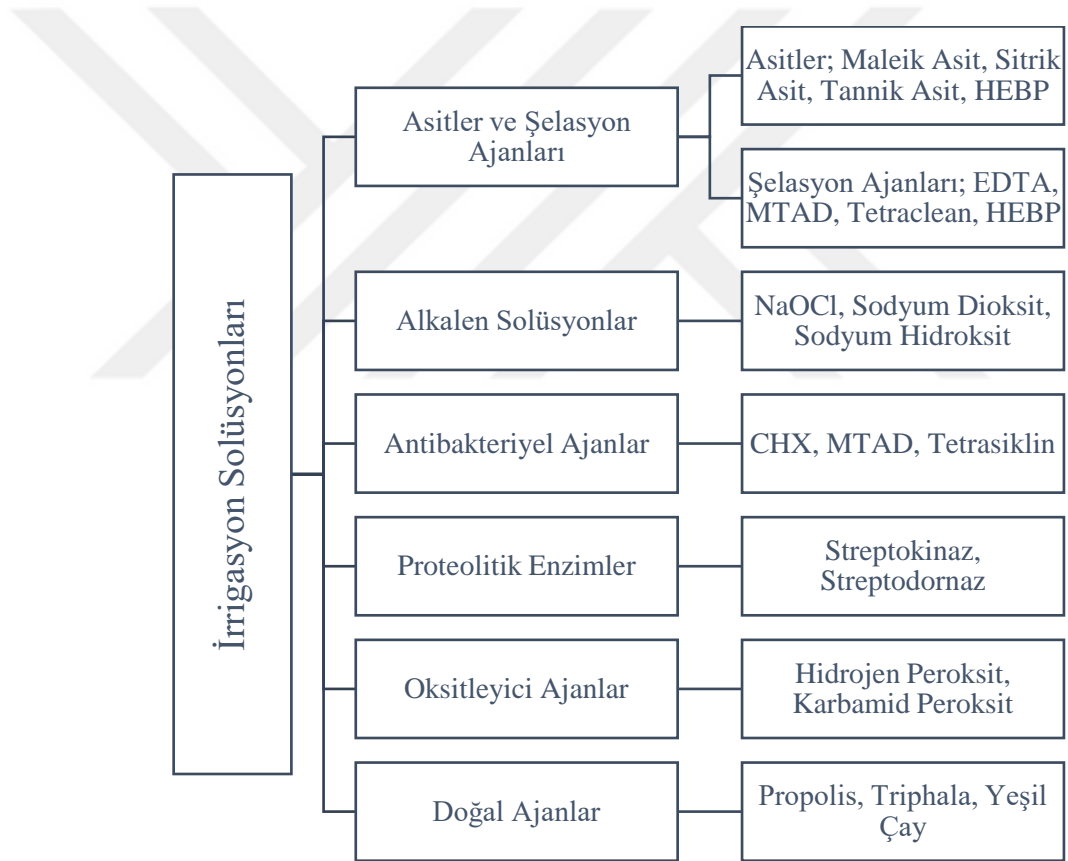 İrrigasyon Solüsyonları
Asitler ve Şelasyon
Ajanları
Asitler; Maleik Asit, Sitrik
Asit, Tannik Asit, HEBP
Şelasyon Ajanları; EDTA,
MTAD, Tetraclean, HEBP
Alkalen Solüsyonlar
NaOCl, Sodyum Dioksit,
Sodyum Hidroksit
Antibakteriyel Ajanlar
CHX, MTAD, Tetrasiklin
Proteolitik Enzimler
Streptokinaz,
Streptodornaz
Oksitleyici Ajanlar
Hidrojen Peroksit,
Karbamid Peroksit
Doğal Ajanlar
Propolis, Triphala, Yeşil
Çay